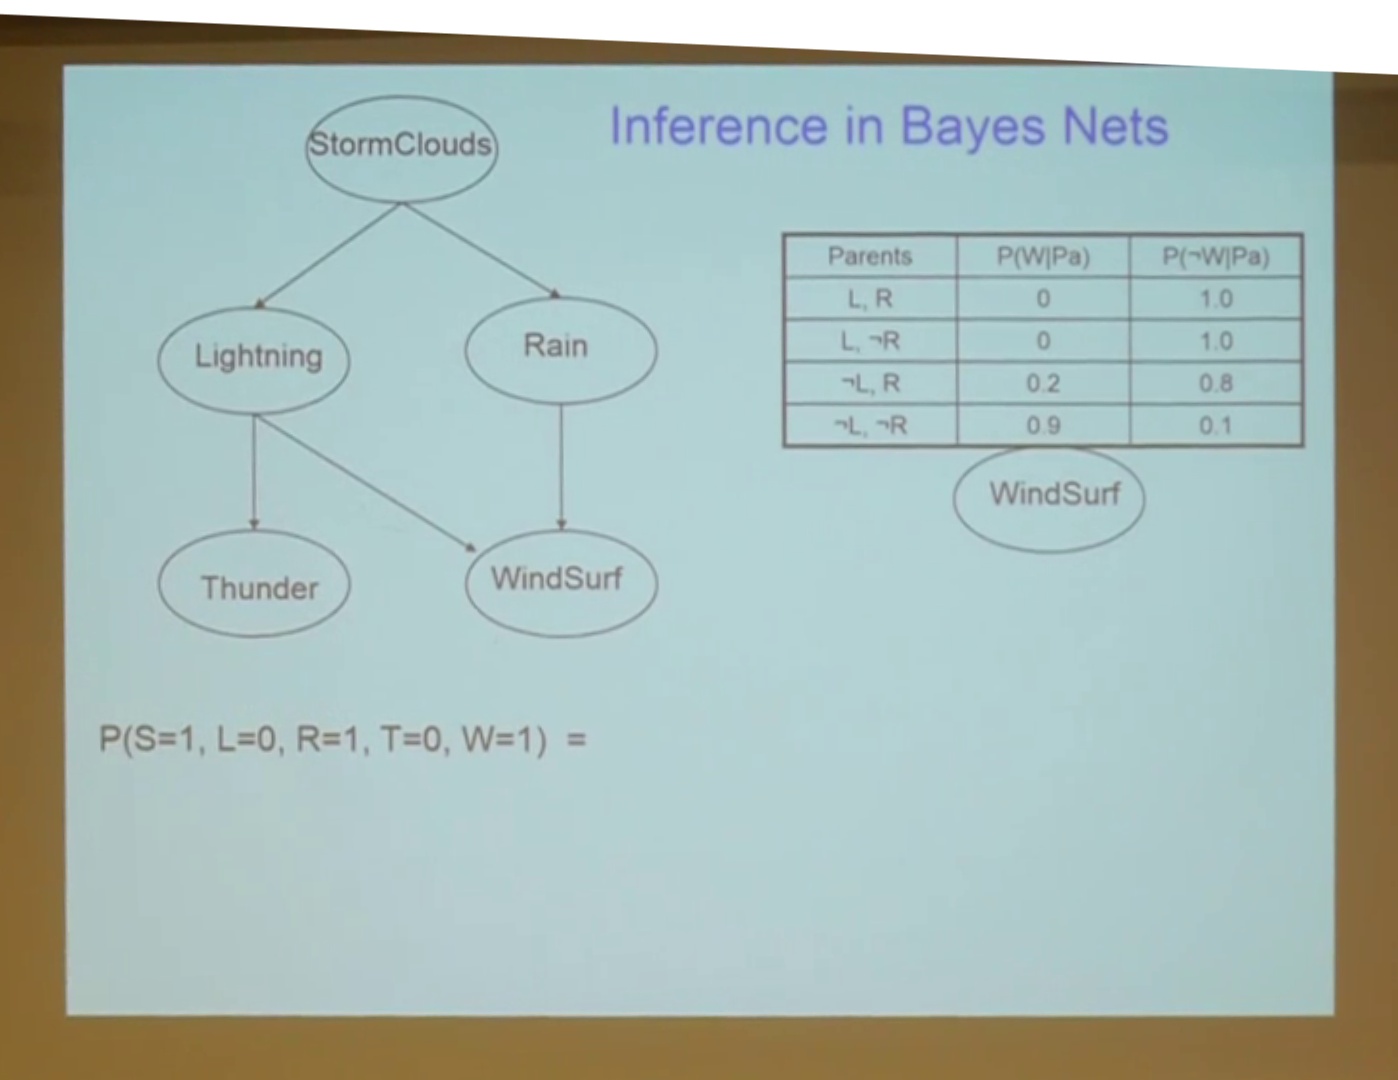 Inference in Bayes Nets
StormClouds
Lightning
Rain
Thunder
WindSurf
Parents P(W|Pa) P(¬W|Pa)
L, R 0 1.0
L, ¬R 0 1.0
¬L, R 0.2 0.8
¬L, ¬R 0.9 0.1
WindSurf
P(S=1, L=0, R=1, T=0, W=1) =